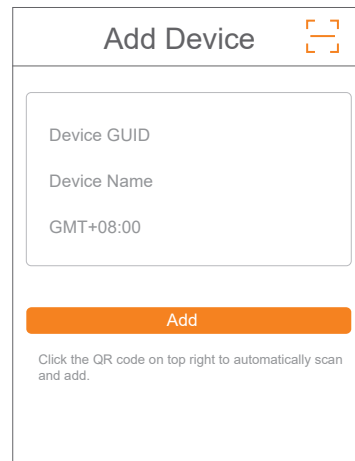 Add Device
Device GUID
Device Name
GMT+08:00
Add
Click the QR code on top right to automatically scan
and add.